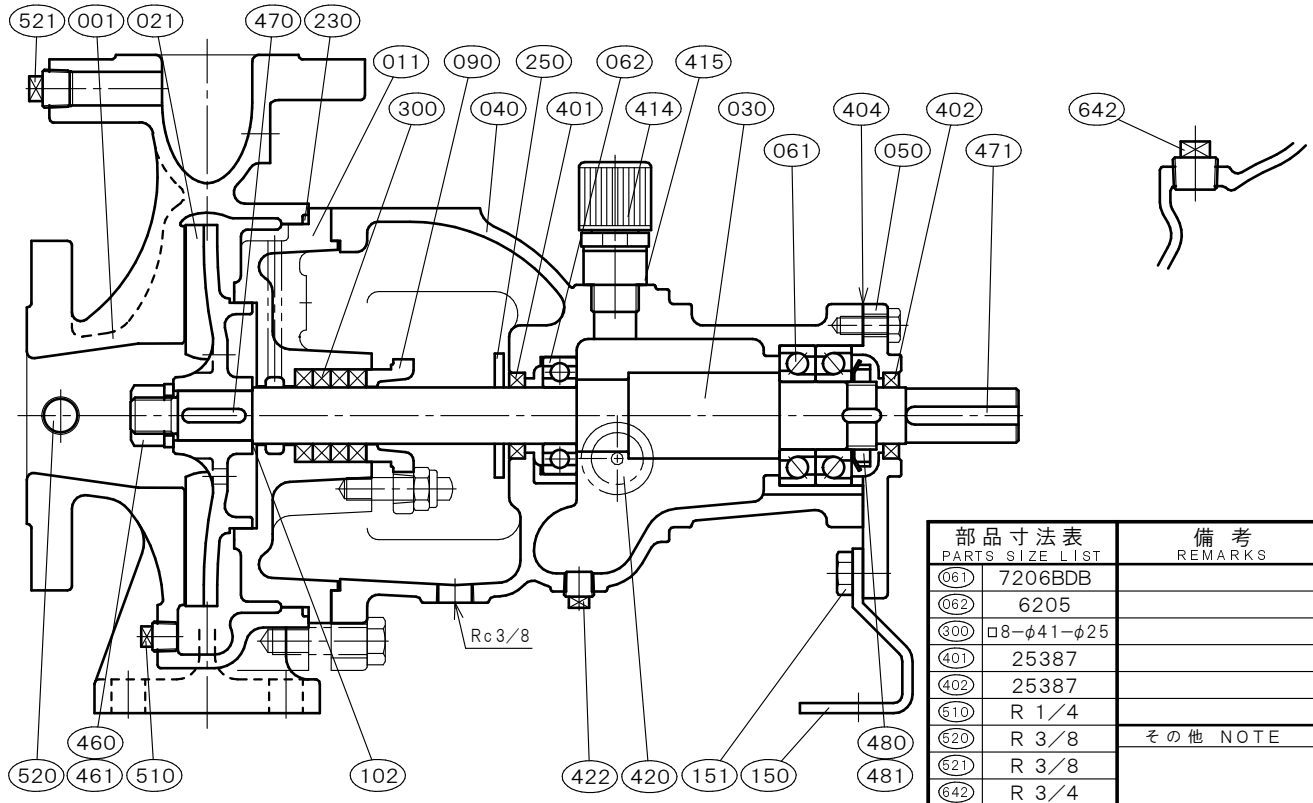 521 001 021 470 230
011 090 250 062 415
300 040 401 414 030 404 402 642
061 050 471
Rc3/8
460 480
520 461 510 102 422 420 151 150 481
部品寸法表 備考
PARTS SIZE LIST REMARKS
061 7206BDB
062 6205
300 □8-φ41-φ25
401 25387
402 25387
510 R 1/4
520 R 3/8 その他 NOTE
521 R 3/8
642 R 3/4